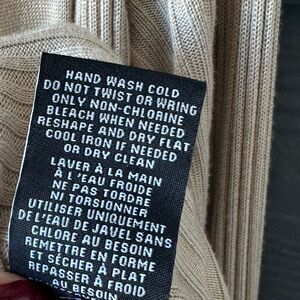 HAND WASH COLD
DO NOT TWIST OR WRING
ONLY NON-CHLORINE
BLEACH WHEN NEEDED
RESHAPE AND DRY FLAT
COOL IRON IF NEEDED
OR DRY CLEAN
LAVER À LA MAIN
À L'EAU FROIDE
NE PAS TORDRE
NI TORSIONNER
UTILISER UNIQUEMENT
DE L'EAU DE JAVEL SANS
CHLORE AU BESOIN
REMETTRE EN FORME
ET SÉCHER À PLAT
REPASSER À FROID
AU BESOIN